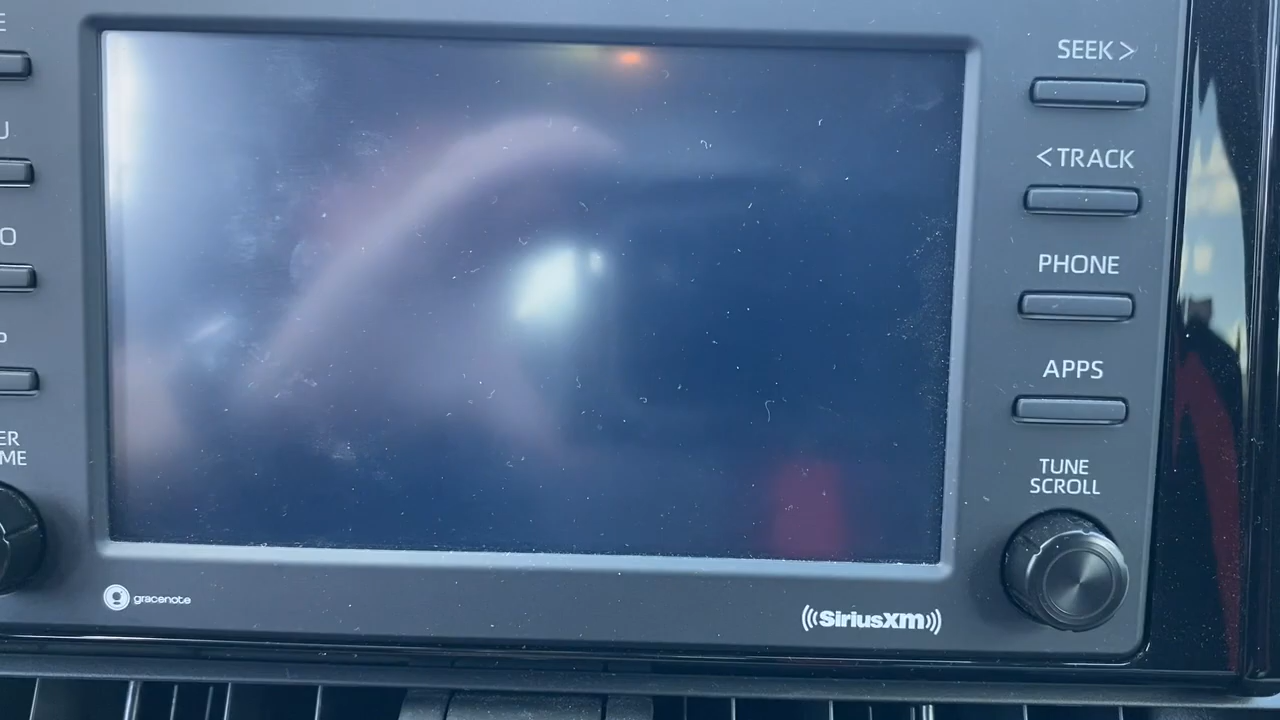 SEEK >
< TRACK
PHONE
APPS
TUNE
SCROLL
gracenote
SiriusXM